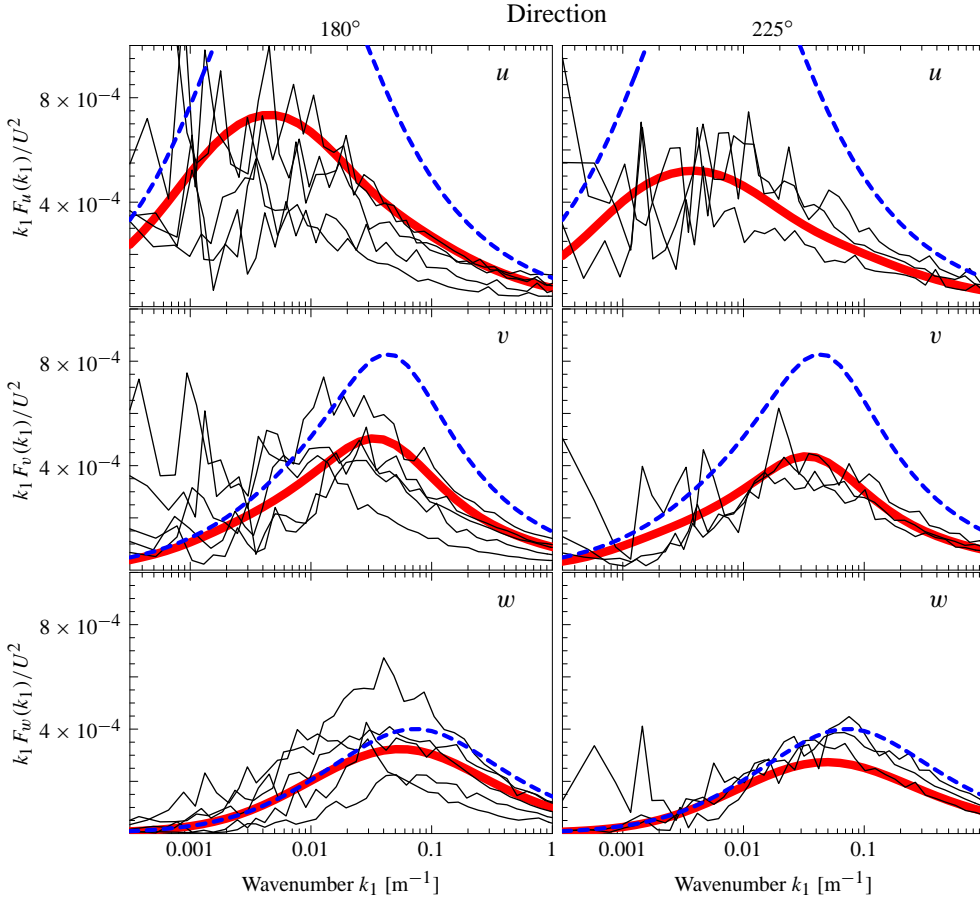 Direction
180° 225°
u u
8 × 10⁻⁴
4 × 10⁻⁴
k₁ Fᵤ(k₁)/U²
v v
8 × 10⁻⁴
4 × 10⁻⁴
k₁ Fᵥ(k₁)/U²
w w
8 × 10⁻⁴
4 × 10⁻⁴
k₁ F_w(k₁)/U²
0.001 0.01 0.1 1 0.001 0.01 0.1
Wavenumber k₁ [m⁻¹] Wavenumber k₁ [m⁻¹]